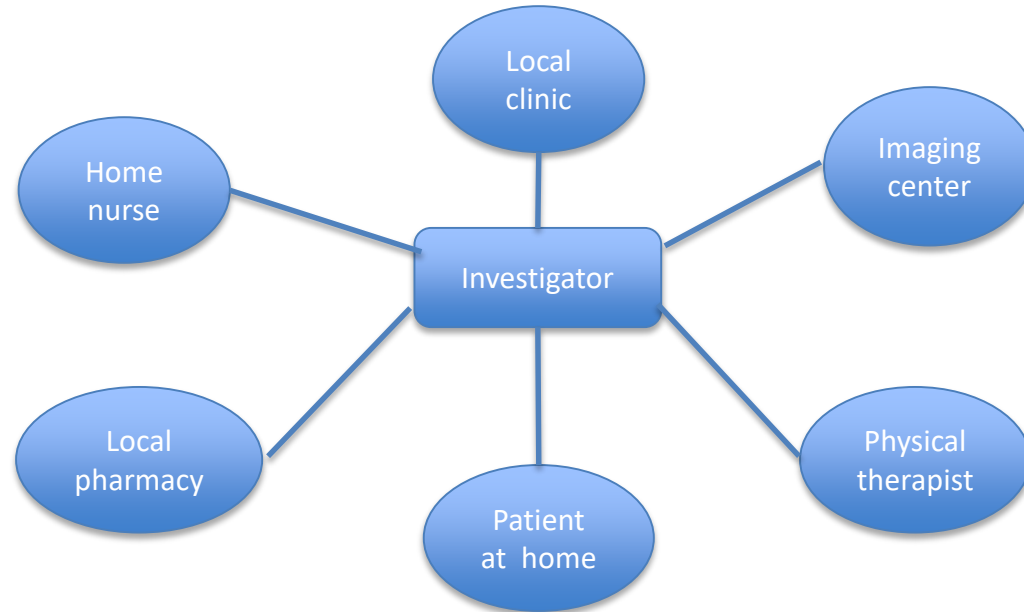 Local
clinic
Imaging
center
Home
nurse
Investigator
Local
pharmacy
Physical
therapist
Patient
at  home